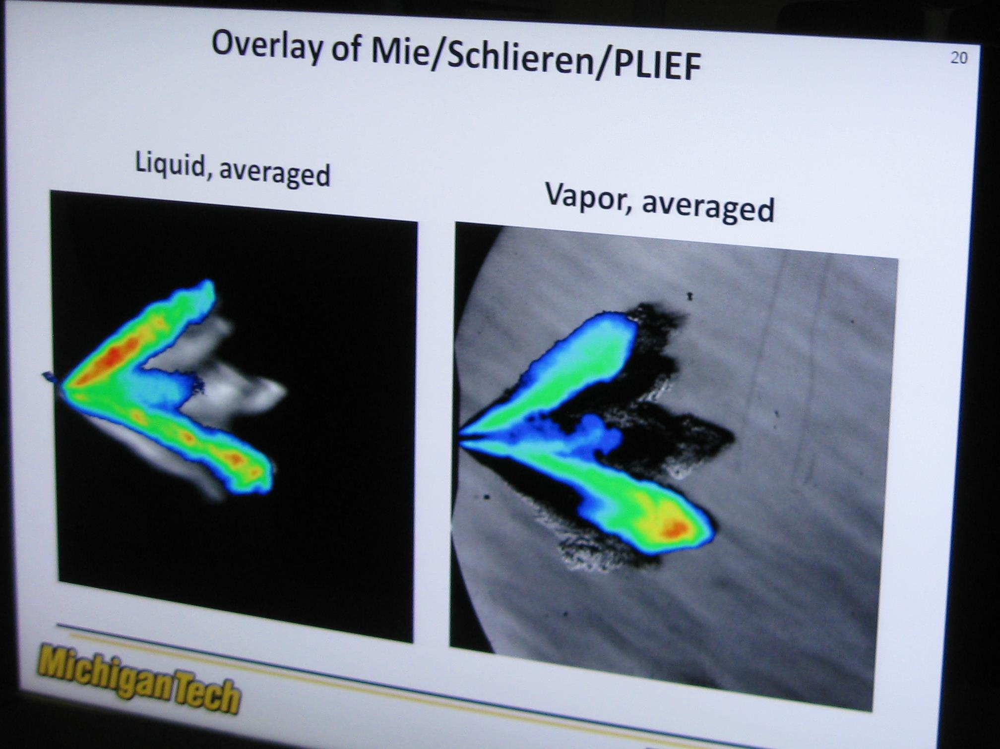 Overlay of Mie/Schlieren/PLIEF
20
Liquid, averaged
Vapor, averaged
MichiganTech